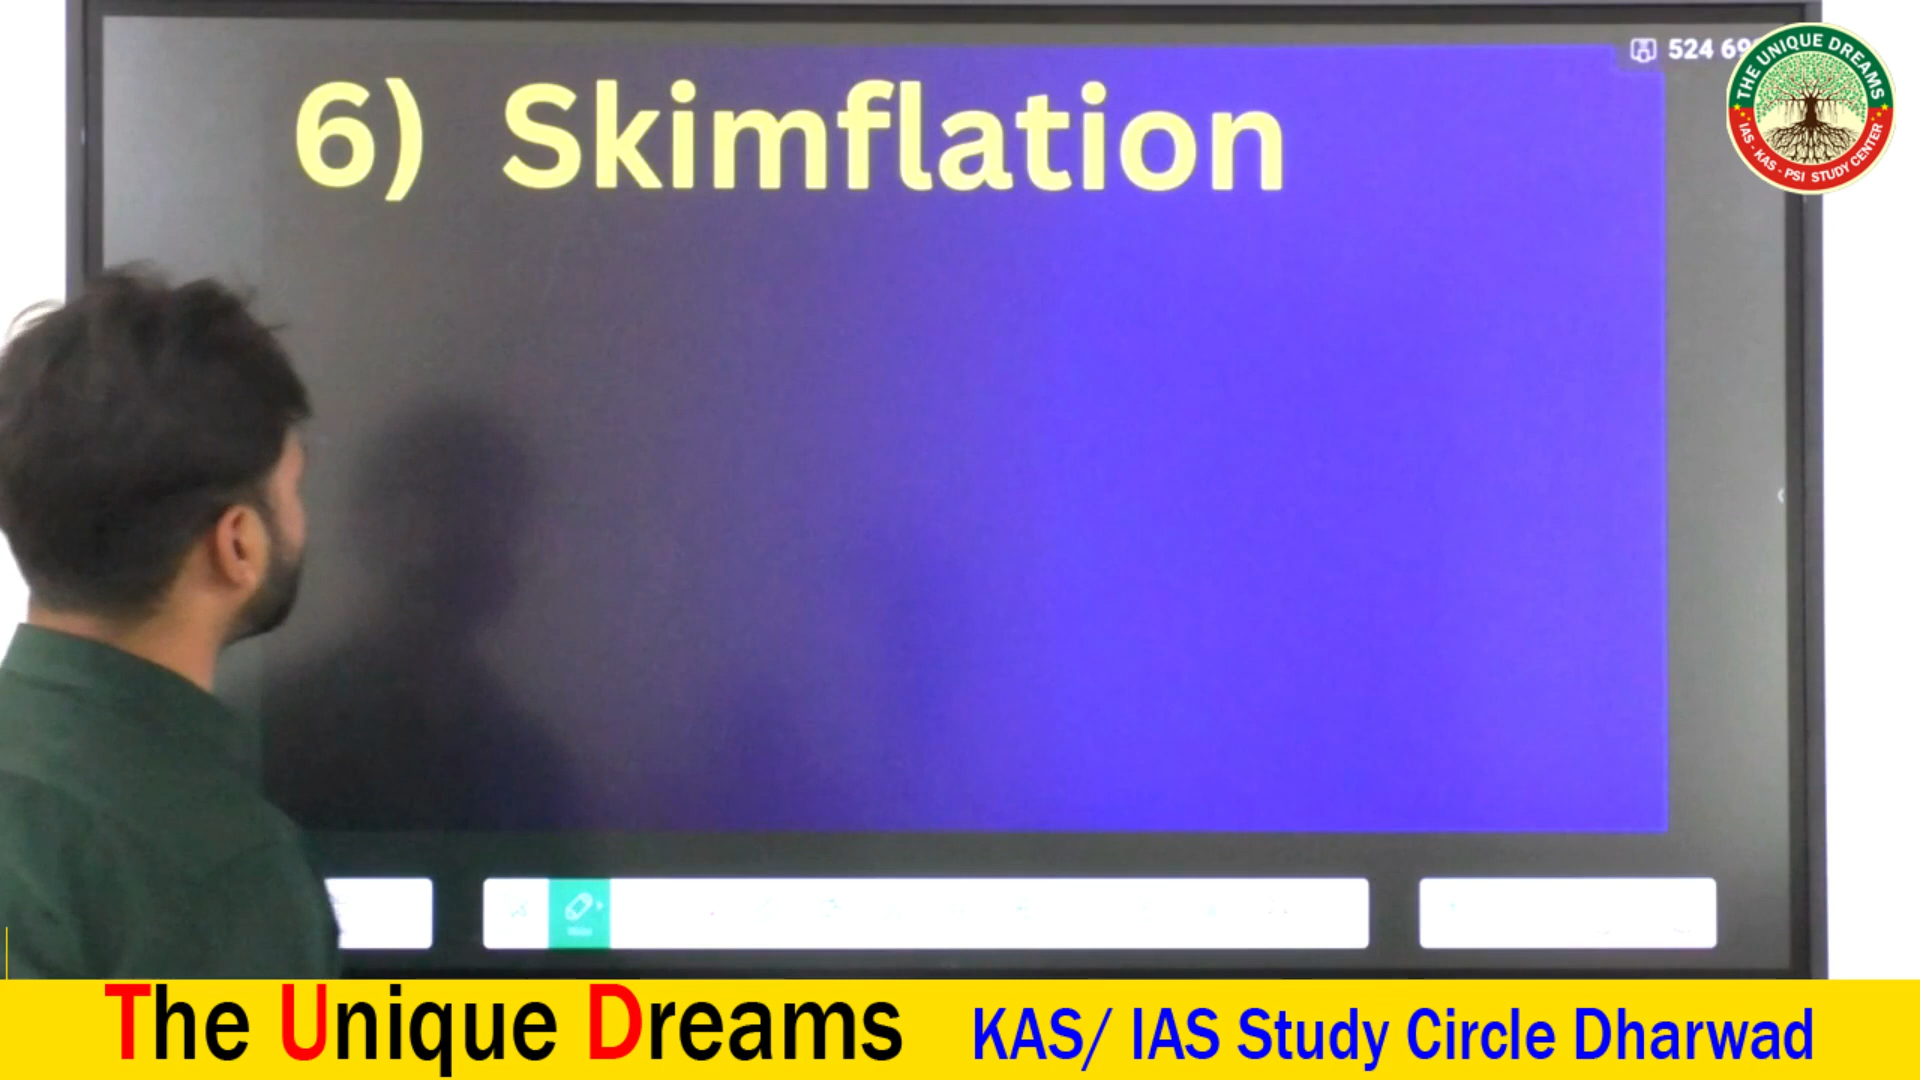 6) Skimflation
524 69
THE UNIQUE DREAMS
IAS - KAS - PSI STUDY CENTER
The Unique Dreams KAS/ IAS Study Circle Dharwad